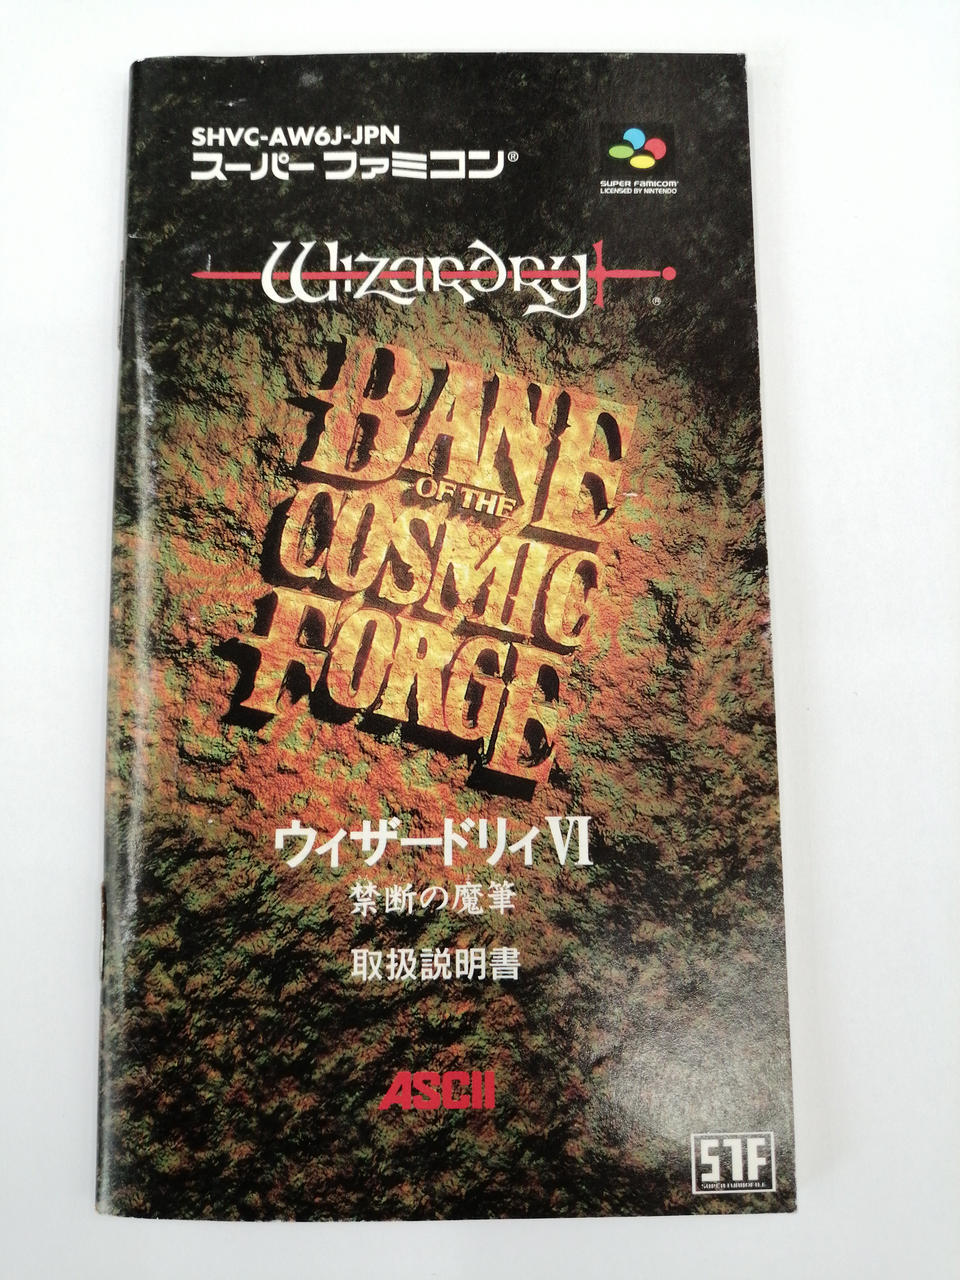 SHVC-AW6J-JPN
スーパーファミコン®
SUPER FAMICOM
LICENSED BY NINTENDO
Wizardry
®
BANE
OF THE
COSMIC
FORGE
ウィザードリィVI
禁断の魔筆
取扱説明書
ASCII
STF
SUPER TURBOFILE